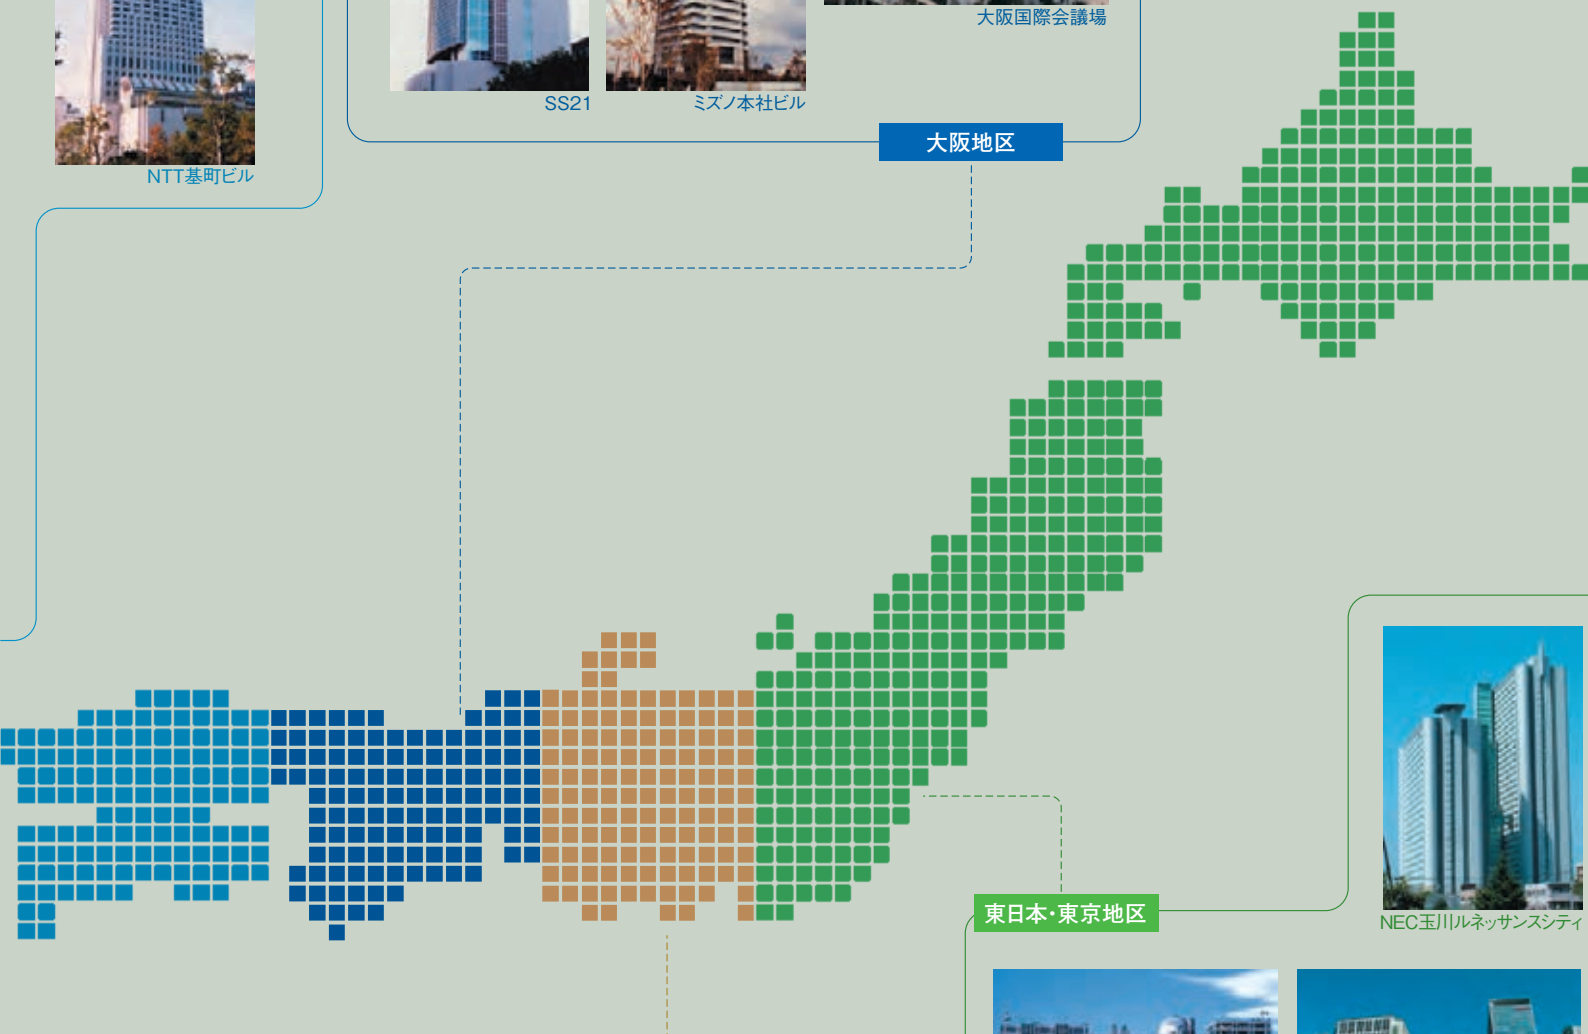 大阪国際会議場
SS21
ミズノ本社ビル
大阪地区
NTT基町ビル
東日本・東京地区
NEC玉川ルネッサンスシティ